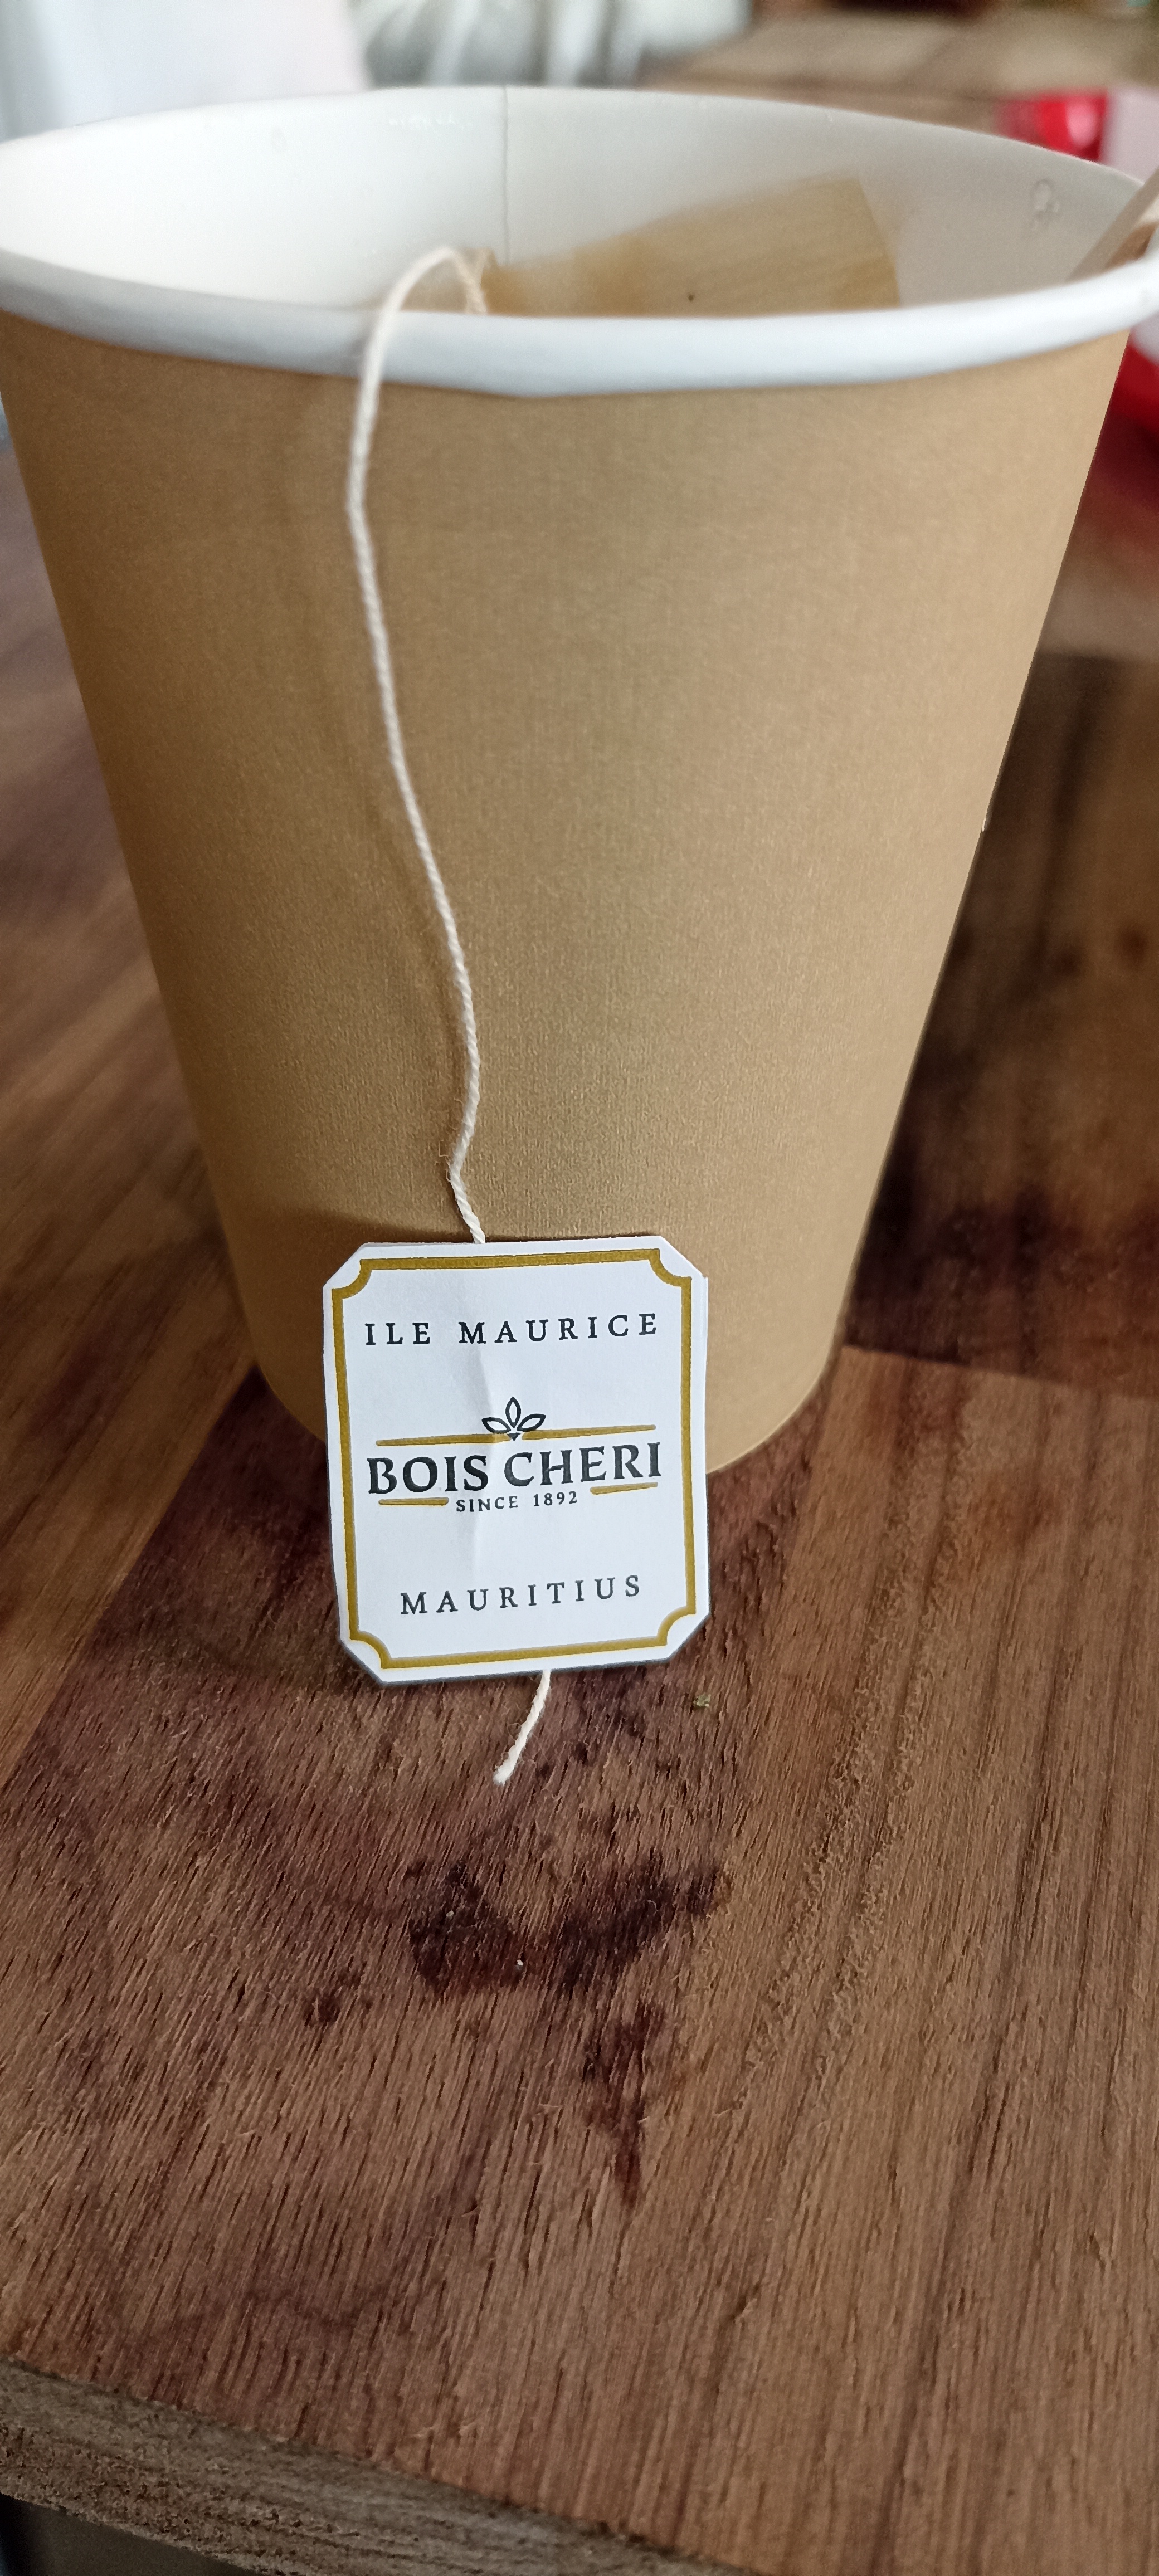 ILE MAURICE
BOIS CHERI
SINCE 1892
MAURITIUS